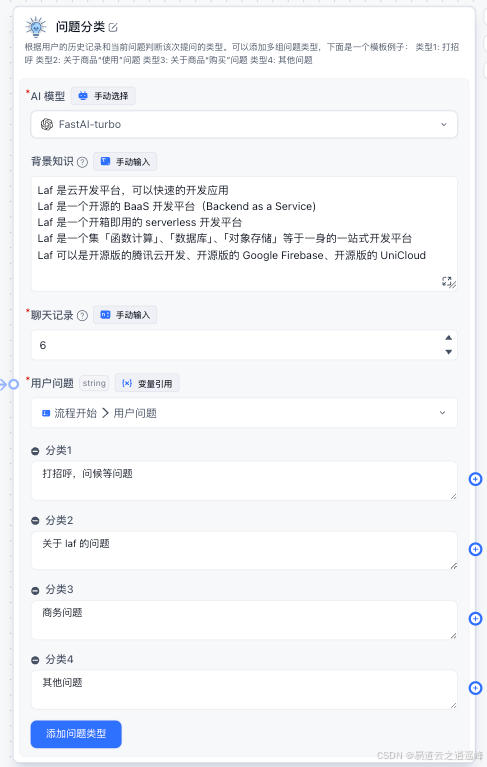 问题分类
根据用户的历史记录和当前问题判断该次提问的类型。可以添加多组问题类型，下面是一个模板例子： 类型1: 打招
呼 类型2: 关于商品“使用”问题 类型3: 关于商品“购买”问题 类型4: 其他问题
*AI 模型 手动选择
FastAI-turbo
背景知识 ? 手动输入
Laf 是云开发平台，可以快速的开发应用
Laf 是一个开源的 BaaS 开发平台（Backend as a Service)
Laf 是一个开箱即用的 serverless 开发平台
Laf 是一个集「函数计算」、「数据库」、「对象存储」等于一身的一站式开发平台
Laf 可以是开源版的腾讯云开发、开源版的 Google Firebase、开源版的 UniCloud
*聊天记录 ? 手动输入
6
*用户问题 string {x} 变量引用
流程开始 > 用户问题
分类1
打招呼，问候等问题
分类2
关于 laf 的问题
分类3
商务问题
分类4
其他问题
添加问题类型
CSDN @易道云之逍遥峰